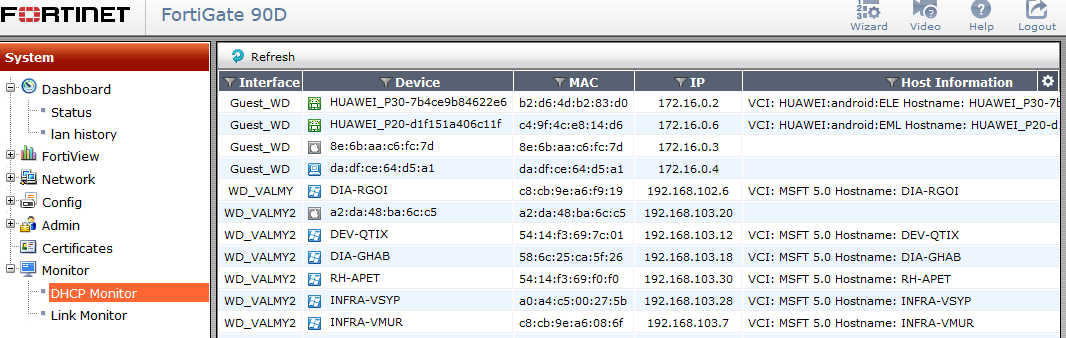 FORTINET FortiGate 90D Wizard Video Help Logout
System
Dashboard
Status
lan history
FortiView
Network
Config
Admin
Certificates
Monitor
DHCP Monitor
Link Monitor
Refresh
Interface Device MAC IP Host Information
Guest_WD HUAWEI_P30-7b4ce9b84622e6 b2:d6:4d:b2:83:d0 172.16.0.2 VCI: HUAWEI:android:ELE Hostname: HUAWEI_P30-7b
Guest_WD HUAWEI_P20-d1f151a406c11f c4:9f:4c:e8:14:d6 172.16.0.6 VCI: HUAWEI:android:EML Hostname: HUAWEI_P20-d
Guest_WD 8e:6b:aa:c6:fc:7d 8e:6b:aa:c6:fc:7d 172.16.0.3
Guest_WD da:df:ce:64:d5:a1 da:df:ce:64:d5:a1 172.16.0.4
WD_VALMY DIA-RGOI c8:cb:9e:a6:f9:19 192.168.102.6 VCI: MSFT 5.0 Hostname: DIA-RGOI
WD_VALMY2 a2:da:48:ba:6c:c5 a2:da:48:ba:6c:c5 192.168.103.20
WD_VALMY2 DEV-QTIX 54:14:f3:69:7c:01 192.168.103.12 VCI: MSFT 5.0 Hostname: DEV-QTIX
WD_VALMY2 DIA-GHAB 58:6c:25:ca:5f:26 192.168.103.18 VCI: MSFT 5.0 Hostname: DIA-GHAB
WD_VALMY2 RH-APET 54:14:f3:69:f0:f0 192.168.103.30 VCI: MSFT 5.0 Hostname: RH-APET
WD_VALMY2 INFRA-VSYP a0:a4:c5:00:27:5b 192.168.103.28 VCI: MSFT 5.0 Hostname: INFRA-VSYP
WD_VALMY2 INFRA-VMUR c8:cb:9e:a6:08:6f 192.168.103.7 VCI: MSFT 5.0 Hostname: INFRA-VMUR